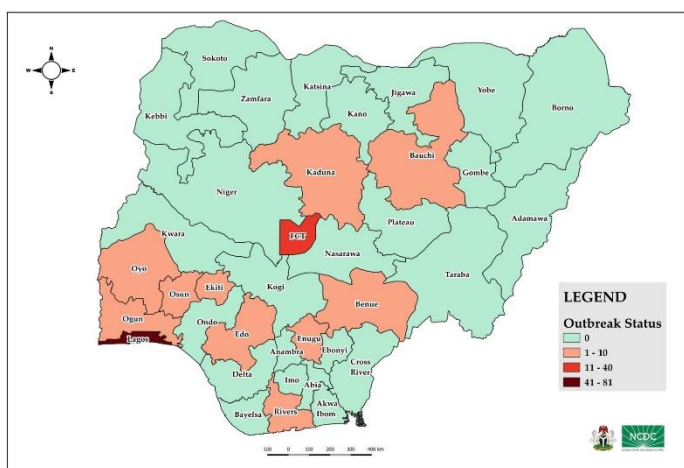 Sokoto
Katsina
Jigawa
Yobe
Zamfara
Kano
Borno
Kebbi
Kaduna
Bauchi
Gombe
Niger
Adamawa
Plateau
Kwara
FCT
Nasarawa
Taraba
Oyo
Kogi
Osun
Ekiti
Benue
Ogun
Ondo
Edo
Enugu
Lagos
Anambra
Ebonyi
Cross
River
Delta
Imo
Abia
Bayelsa
Rivers
Akwa
Ibom
N
W
E
S
LEGEND
Outbreak Status
0
1 - 10
11 - 40
41 - 81
100 0 100 200 300 400 km
NCDC